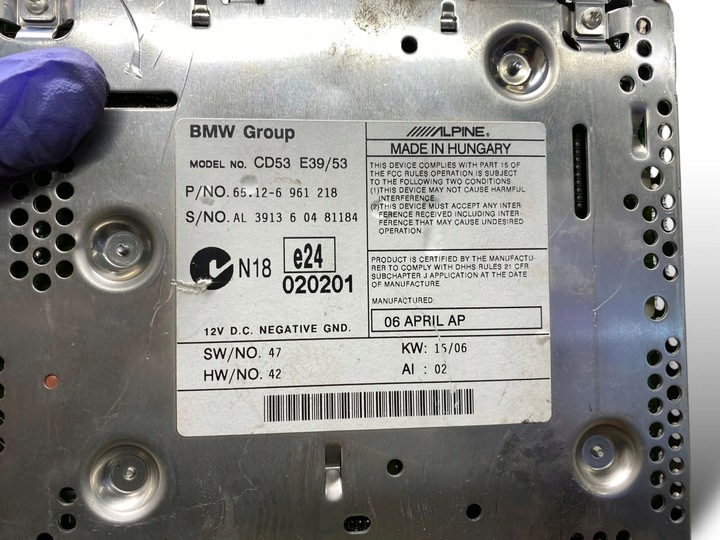 BMW Group
MODEL NO. CD53 E39/53
P/NO. 65.12-6 961 218
S/NO. AL 3913 6 04 81184
N18
e24
020201
12V D.C. NEGATIVE GND.
ALPINE®
MADE IN HUNGARY
THIS DEVICE COMPLIES WITH PART 15 OF
THE FCC RULES OPERATION IS SUBJECT
TO THE FOLLOWING TWO CONDITIONS
(1)THIS DEVICE MAY NOT CAUSE HARMFUL
INTERFERENCE
(2)THIS DEVICE MUST ACCEPT ANY INTER-
FERENCE RECEIVED INCLUDING INTER-
FERENCE THAT MAY CAUSE UNDESIRED
OPERATION
PRODUCT IS CERTIFIED BY THE MANUFACTU-
RER TO COMPLY WITH DHHS RULES 21 CFR
SUBCHAPTER J APPLICATION AT THE DATE
OF MANUFACTURE.
MANUFACTURED:
06 APRIL AP
SW/NO. 47
HW/NO. 42
KW: 15/06
AI : 02